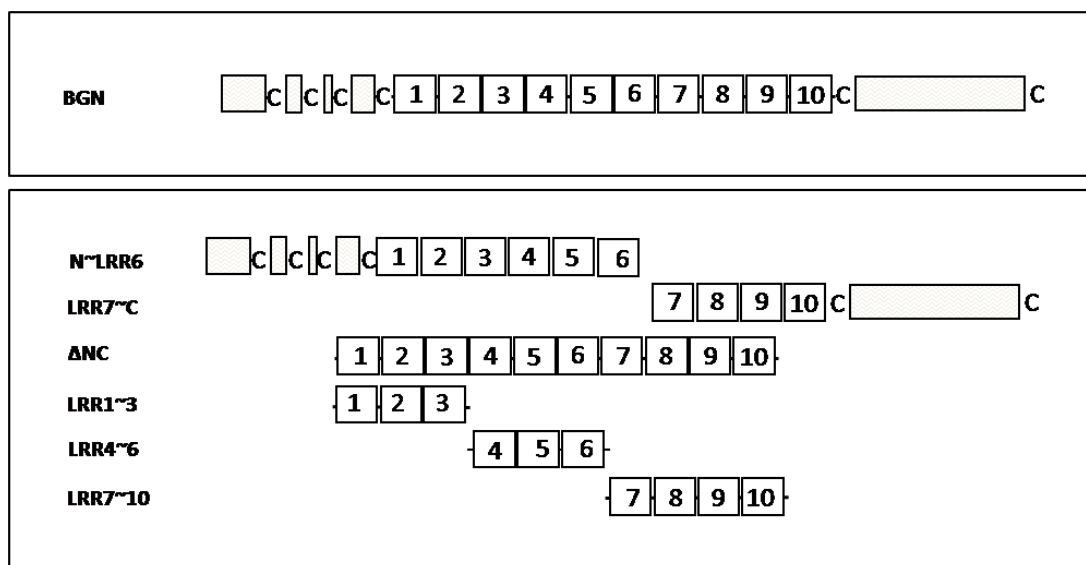 BGN C C C C 1 2 3 4 5 6 7 8 9 10 C C
N~LRR6 C C C C 1 2 3 4 5 6
LRR7~C 7 8 9 10 C C
ΔNC 1 2 3 4 5 6 7 8 9 10
LRR1~3 1 2 3
LRR4~6 4 5 6
LRR7~10 7 8 9 10